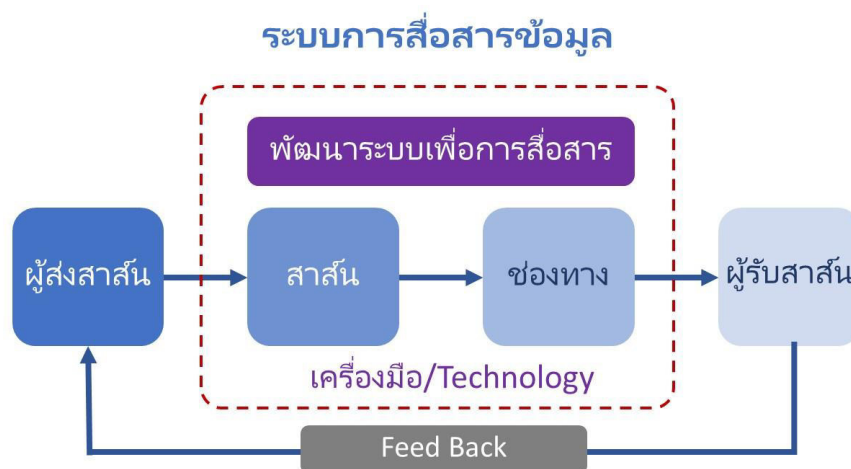 ระบบการสื่อสารข้อมูล
พัฒนาระบบเพื่อการสื่อสาร
ผู้ส่งสาส์น
สาส์น
ช่องทาง
ผู้รับสาส์น
เครื่องมือ/Technology
Feed Back